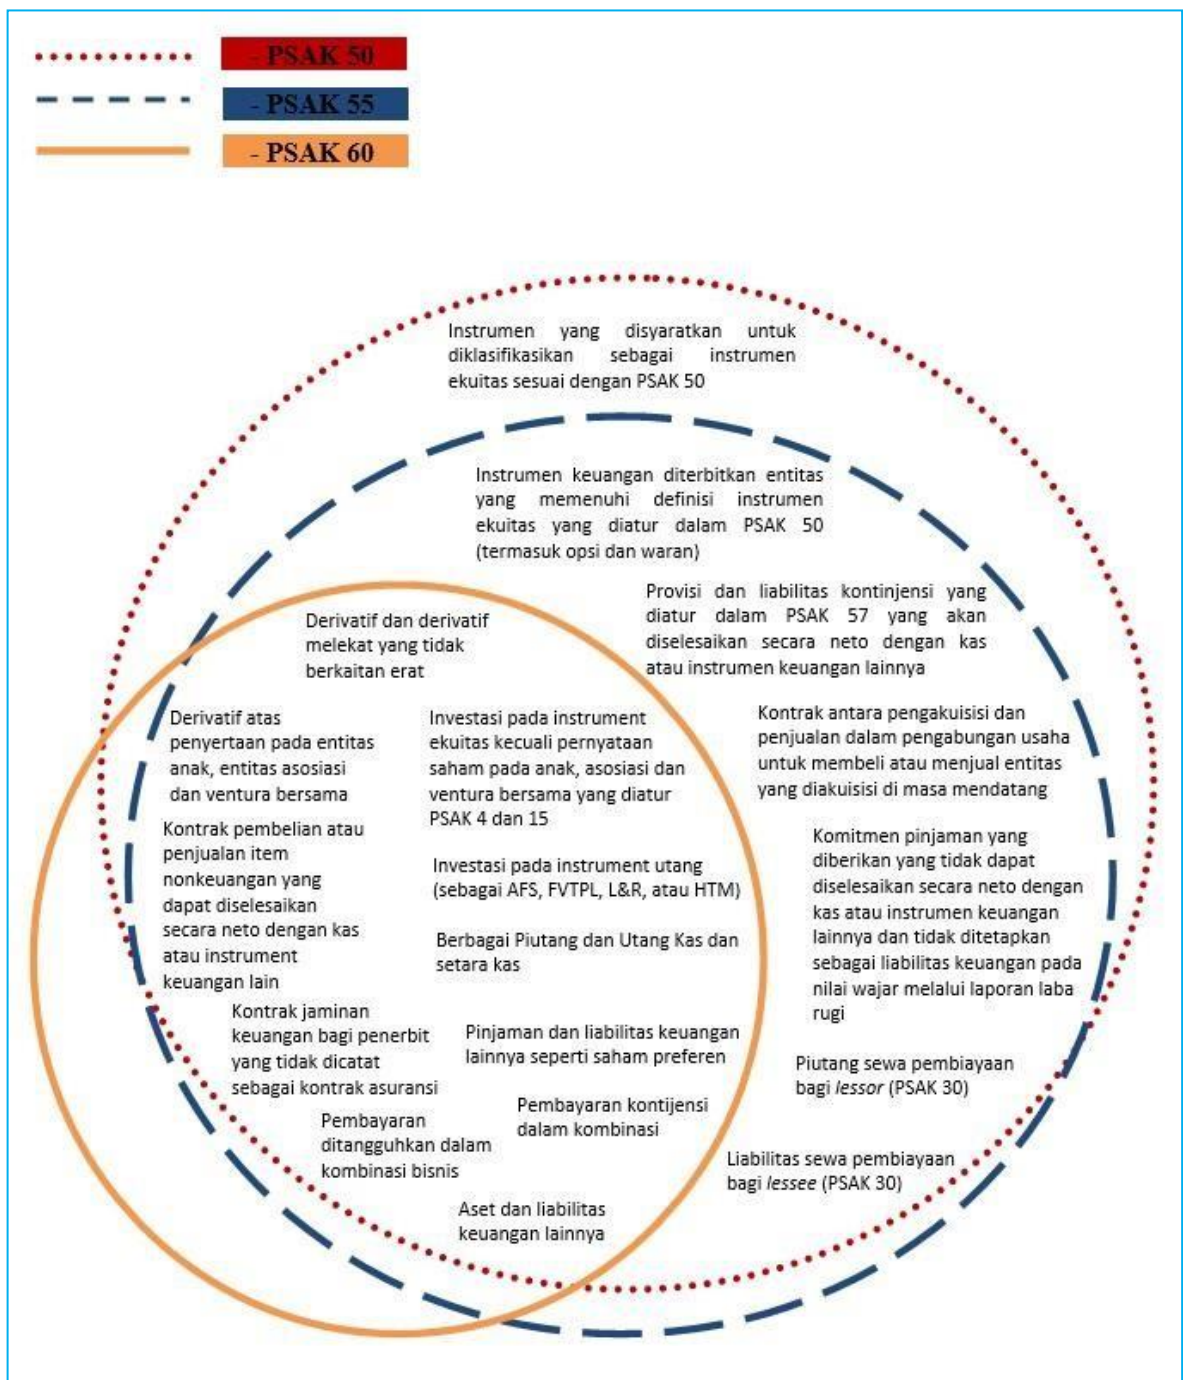 - PSAK 50
- PSAK 55
- PSAK 60
Instrumen yang disyaratkan untuk
diklasifikasikan sebagai instrumen
ekuitas sesuai dengan PSAK 50
Instrumen keuangan diterbitkan entitas
yang memenuhi definisi instrumen
ekuitas yang diatur dalam PSAK 50
(termasuk opsi dan waran)
Provisi dan liabilitas kontinjensi yang
diatur dalam PSAK 57 yang akan
diselesaikan secara neto dengan kas
atau instrumen keuangan lainnya
Derivatif dan derivatif
melekat yang tidak
berkaitan erat
Derivatif atas
penyertaan pada entitas
anak, entitas asosiasi
dan ventura bersama
Investasi pada instrument
ekuitas kecuali pernyataan
saham pada anak, asosiasi dan
ventura bersama yang diatur
PSAK 4 dan 15
Kontrak antara pengakuisisi dan
penjualan dalam pengabungan usaha
untuk membeli atau menjual entitas
yang diakuisisi di masa mendatang
Kontrak pembelian atau
penjualan item
nonkeuangan yang
dapat diselesaikan
secara neto dengan kas
atau instrument
keuangan lain
Investasi pada instrument utang
(sebagai AFS, FVTPL, L&R, atau HTM)
Berbagai Piutang dan Utang Kas dan
setara kas
Komitmen pinjaman yang
diberikan yang tidak dapat
diselesaikan secara neto dengan
kas atau instrumen keuangan
lainnya dan tidak ditetapkan
sebagai liabilitas keuangan pada
nilai wajar melalui laporan laba
rugi
Kontrak jaminan
keuangan bagi penerbit
yang tidak dicatat
sebagai kontrak asuransi
Pinjaman dan liabilitas keuangan
lainnya seperti saham preferen
Piutang sewa pembiayaan
bagi lessor (PSAK 30)
Pembayaran
ditangguhkan dalam
kombinasi bisnis
Pembayaran kontijensi
dalam kombinasi
Liabilitas sewa pembiayaan
bagi lessee (PSAK 30)
Aset dan liabilitas
keuangan lainnya